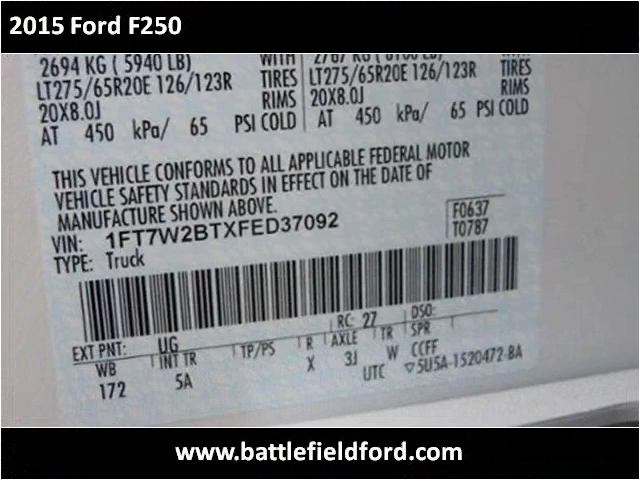 2015 Ford F250
2694 KG ( 5940 LB) WITH
LT275/65R20E 126/123R TIRES LT275/65R20E 126/123R TIRES
20X8.0J RIMS 20X8.0J RIMS
AT 450 kPa/ 65 PSI COLD AT 450 kPa/ 65 PSI COLD
THIS VEHICLE CONFORMS TO ALL APPLICABLE FEDERAL MOTOR
VEHICLE SAFETY STANDARDS IN EFFECT ON THE DATE OF
MANUFACTURE SHOWN ABOVE.
VIN: 1FT7W2BTXFED37092 F0637
TYPE: Truck T0787
EXT PNT: UG RC: 27 DSO:
WB INT TR TP/PS R AXLE TR SPR
172 5A X 3J W CCFF
UTC ▽5U5A-1520472-BA
www.battlefieldford.com